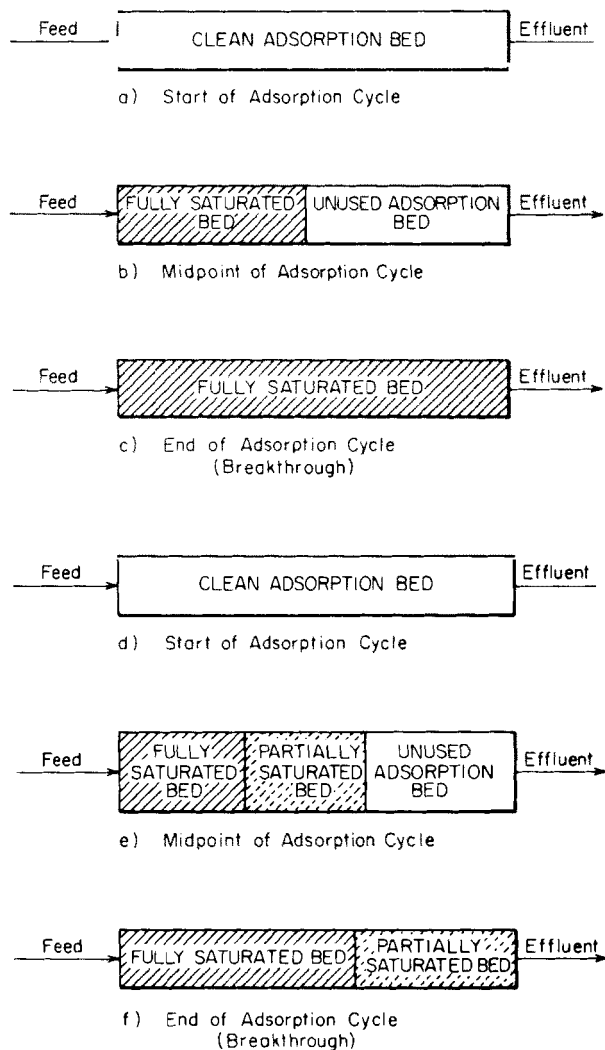 Feed
CLEAN ADSORPTION BED
Effluent
a) Start of Adsorption Cycle
Feed
FULLY SATURATED
BED
UNUSED ADSORPTION
BED
Effluent
b) Midpoint of Adsorption Cycle
Feed
FULLY SATURATED BED
Effluent
c) End of Adsorption Cycle
(Breakthrough)
Feed
CLEAN ADSORPTION BED
Effluent
d) Start of Adsorption Cycle
Feed
FULLY
SATURATED
BED
PARTIALLY
SATURATED
BED
UNUSED
ADSORPTION
BED
Effluent
e) Midpoint of Adsorption Cycle
Feed
FULLY SATURATED BED
PARTIALLY
SATURATED BED
Effluent
f) End of Adsorption Cycle
(Breakthrough)